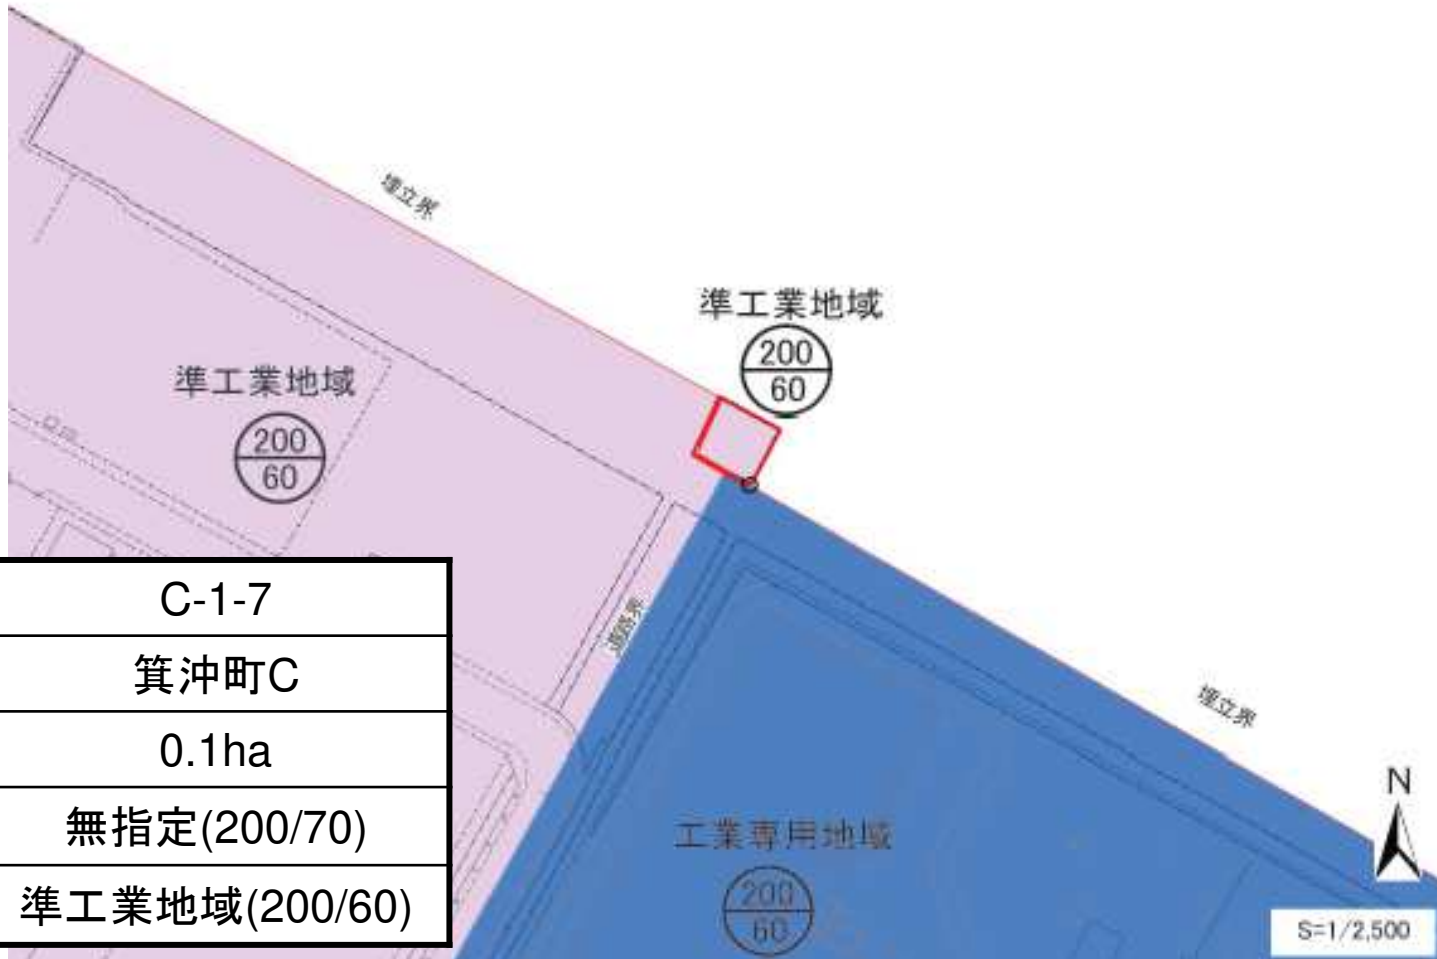 埋立界
準工業地域
200
60
準工業地域
200
60
道路界
埋立界
工業専用地域
200
60
C-1-7
箕沖町C
0.1ha
無指定(200/70)
準工業地域(200/60)
N
S=1/2,500